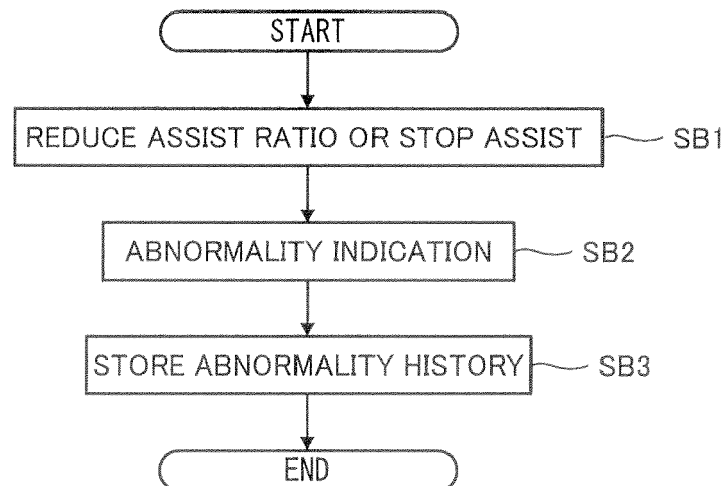 START
REDUCE ASSIST RATIO OR STOP ASSIST SB1
ABNORMALITY INDICATION SB2
STORE ABNORMALITY HISTORY SB3
END